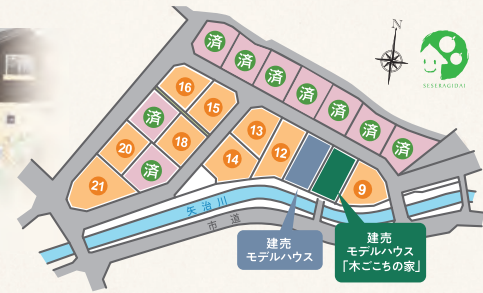 N
SESERAGIDAI
済
済
済
済
済
済
済
16
15
済
13
20
18
12
14
済
21
9
矢治川
市道
建売
モデルハウス
建売
モデルハウス
「木ごこちの家」